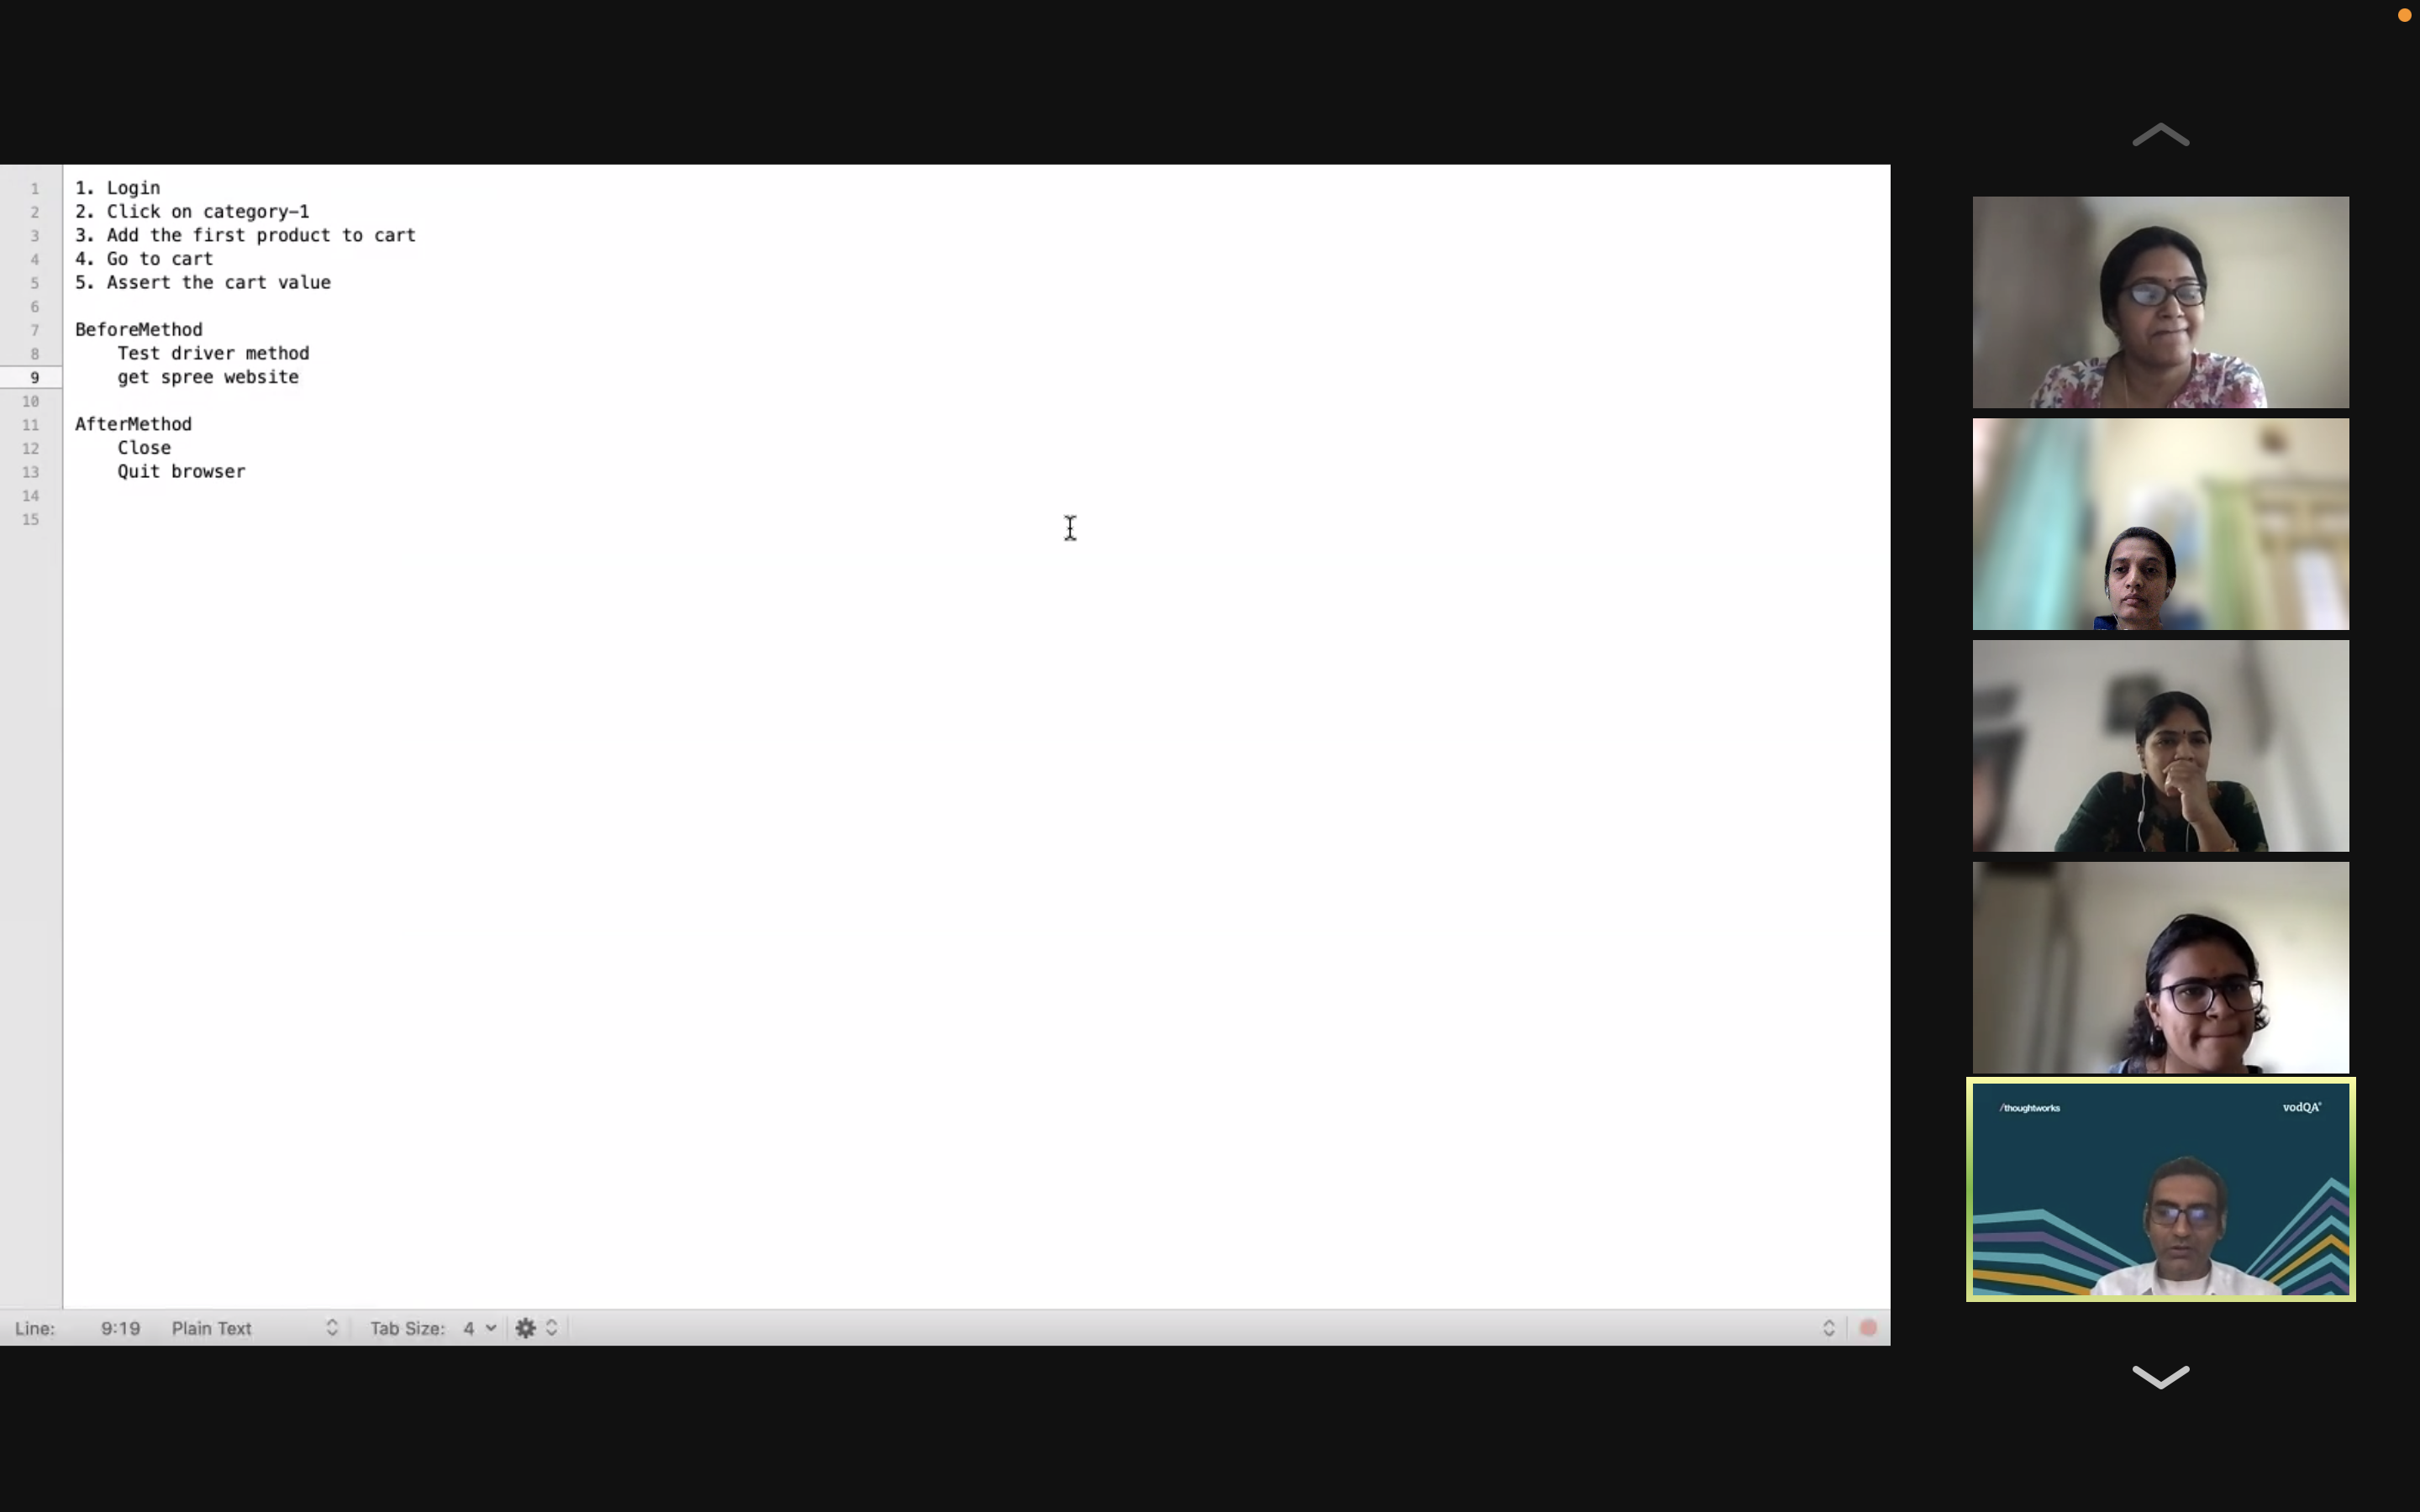 1 1. Login
2 2. Click on category-1
3 3. Add the first product to cart
4 4. Go to cart
5 5. Assert the cart value
6
7 BeforeMethod
8 Test driver method
9 get spree website
10
11 AfterMethod
12 Close
13 Quit browser
14
15
/thoughtworks vodQA
Line: 9:19 Plain Text Tab Size: 4